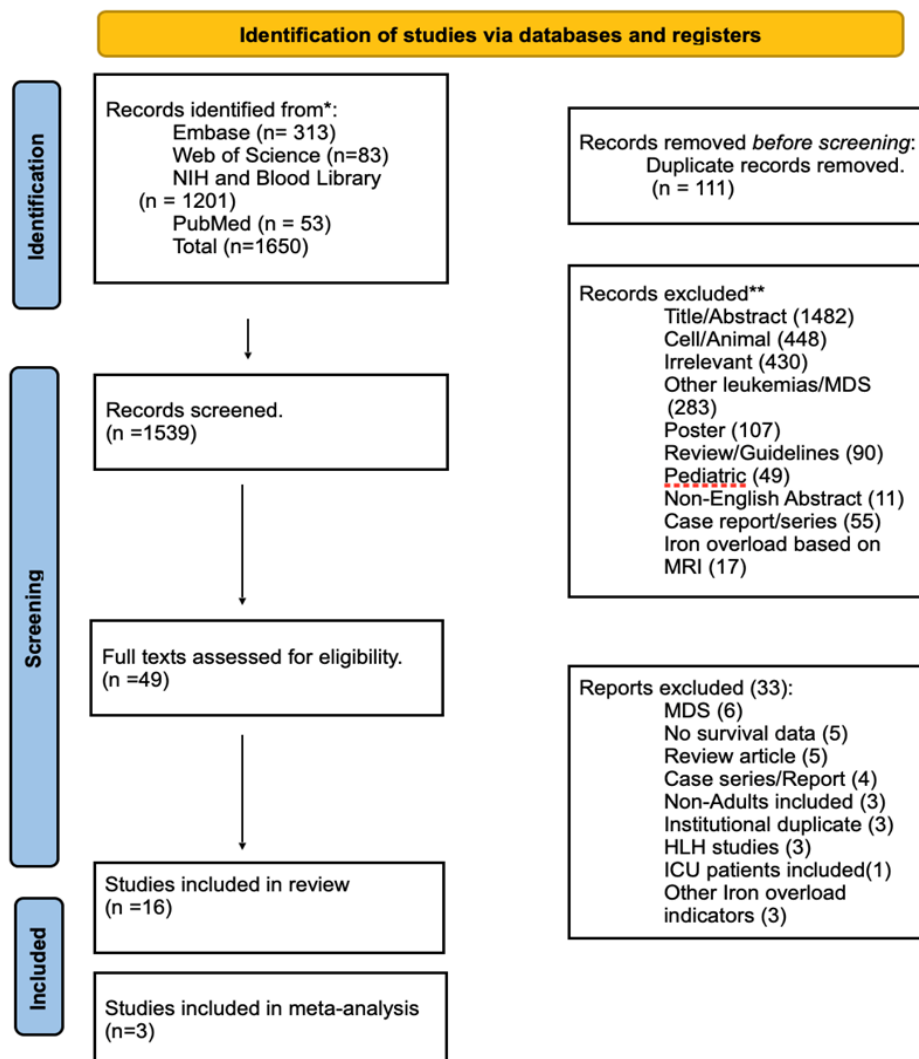 Identification of studies via databases and registers
Identification
Records identified from*:
Embase (n= 313)
Web of Science (n=83)
NIH and Blood Library
(n = 1201)
PubMed (n = 53)
Total (n=1650)
Records removed before screening:
Duplicate records removed.
(n = 111)
Screening
Records screened.
(n =1539)
Records excluded**
Title/Abstract (1482)
Cell/Animal (448)
Irrelevant (430)
Other leukemias/MDS
(283)
Poster (107)
Review/Guidelines (90)
Pediatric (49)
Non-English Abstract (11)
Case report/series (55)
Iron overload based on
MRI (17)
Full texts assessed for eligibility.
(n =49)
Reports excluded (33):
MDS (6)
No survival data (5)
Review article (5)
Case series/Report (4)
Non-Adults included (3)
Institutional duplicate (3)
HLH studies (3)
ICU patients included(1)
Other Iron overload
indicators (3)
Included
Studies included in review
(n =16)
Studies included in meta-analysis
(n=3)